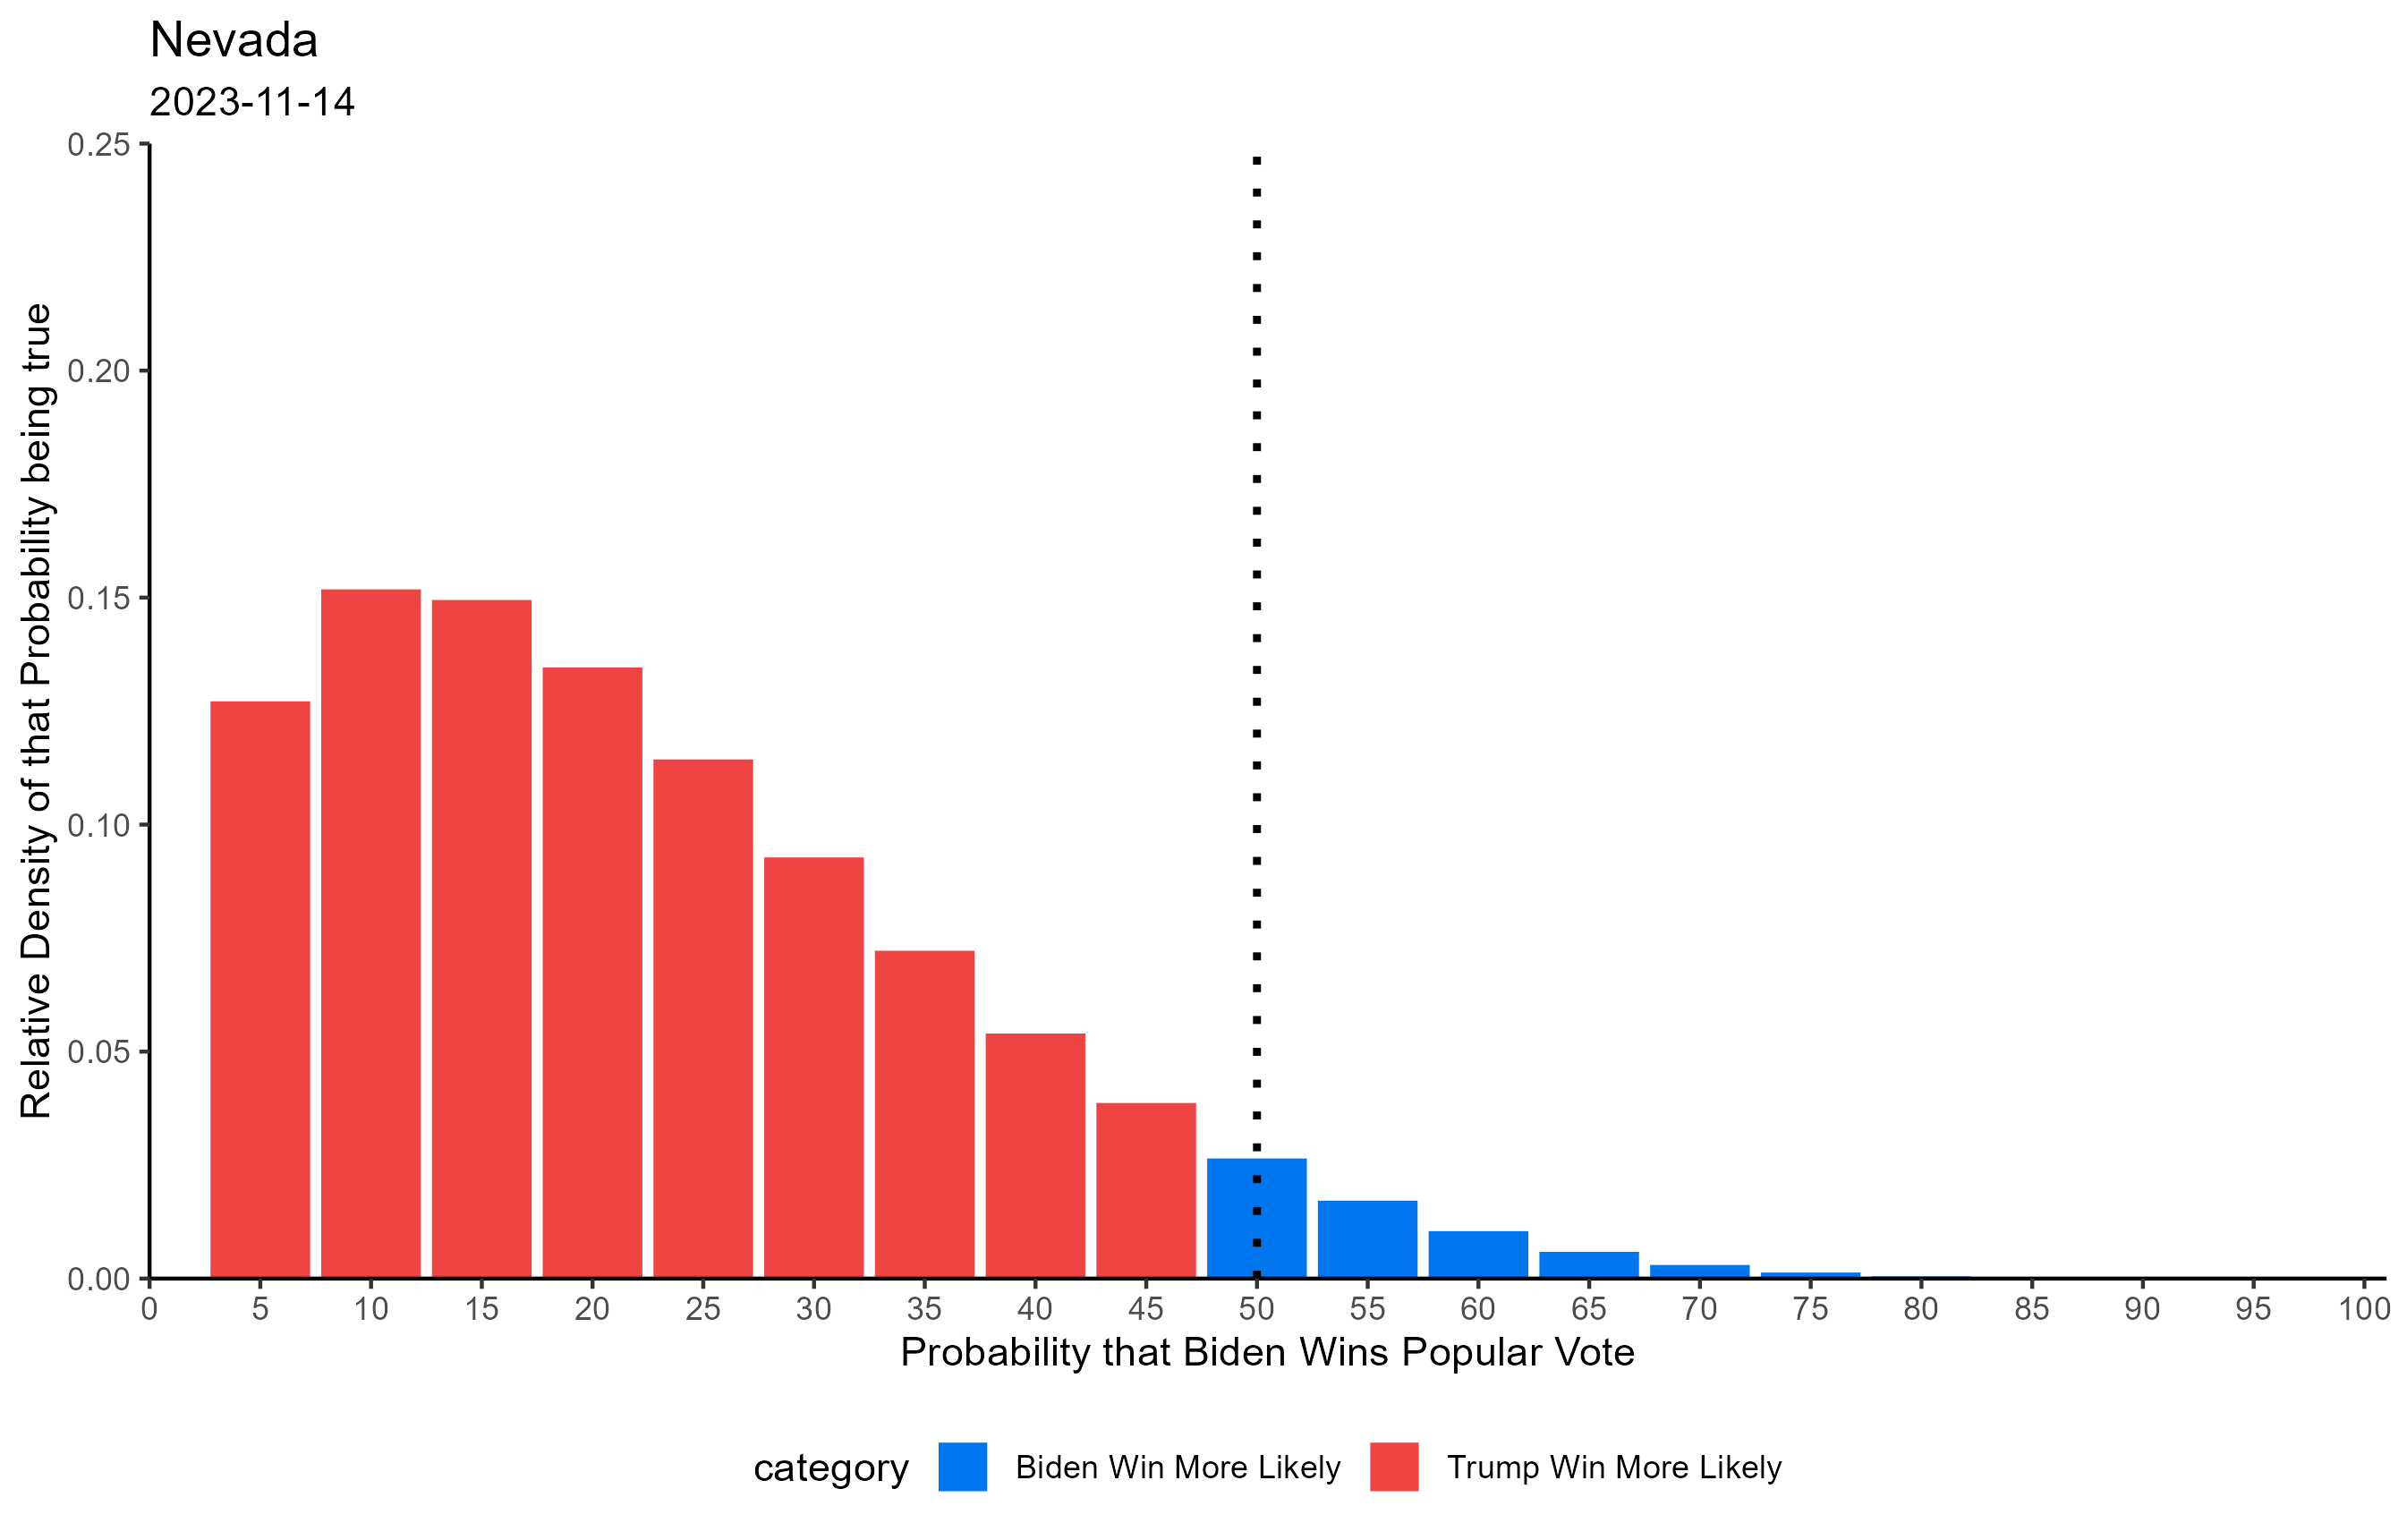 Nevada
2023-11-14
Relative Density of that Probability being true
0.25
0.20
0.15
0.10
0.05
0.00
0 5 10 15 20 25 30 35 40 45 50 55 60 65 70 75 80 85 90 95 100
Probability that Biden Wins Popular Vote
category Biden Win More Likely Trump Win More Likely